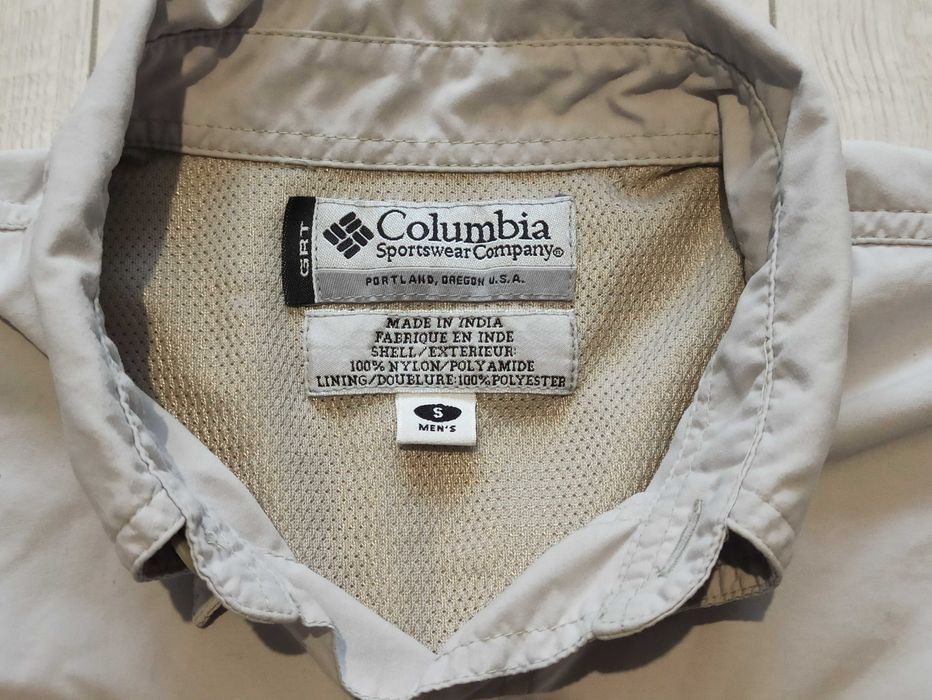 GRT
Columbia
Sportswear Company®
PORTLAND, OREGON U.S.A.
MADE IN INDIA
FABRIQUE EN INDE
SHELL/EXTERIEUR:
100% NYLON/POLYAMIDE
LINING/DOUBLURE:100%POLYESTER
S
MEN'S